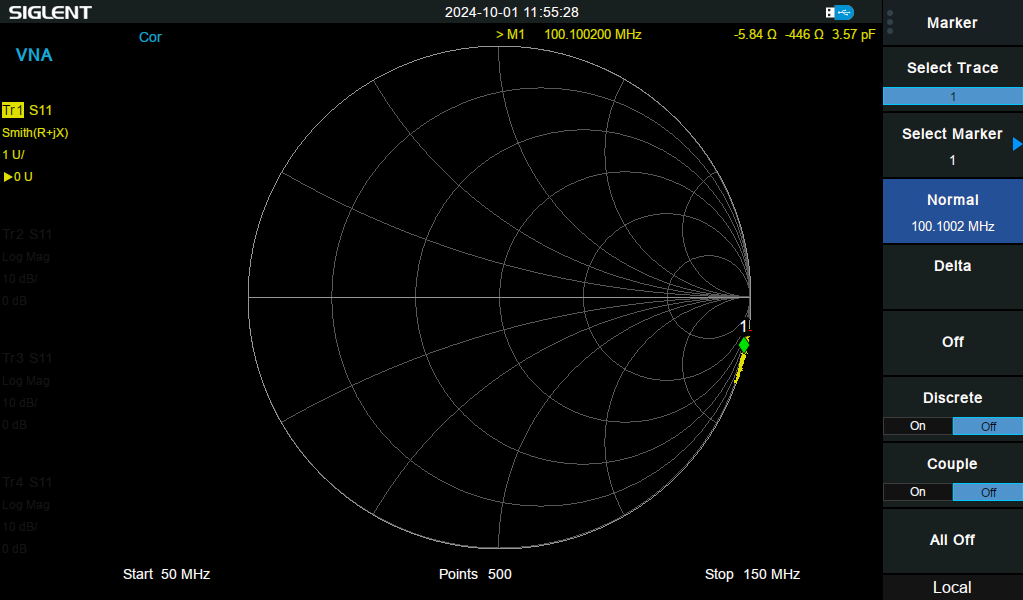 SIGLENT 2024-10-01 11:55:28
Cor
VNA
> M1 100.100200 MHz -5.84 Ω -446 Ω 3.57 pF
Tr1 S11
Smith(R+jX)
1 U/
▶0 U
Tr2 S11
Log Mag
10 dB/
0 dB
Tr3 S11
Log Mag
10 dB/
0 dB
Tr4 S11
Log Mag
10 dB/
0 dB
1
Start 50 MHz Points 500 Stop 150 MHz
Marker
Select Trace
1
Select Marker
1
Normal
100.1002 MHz
Delta
Off
Discrete
On Off
Couple
On Off
All Off
Local